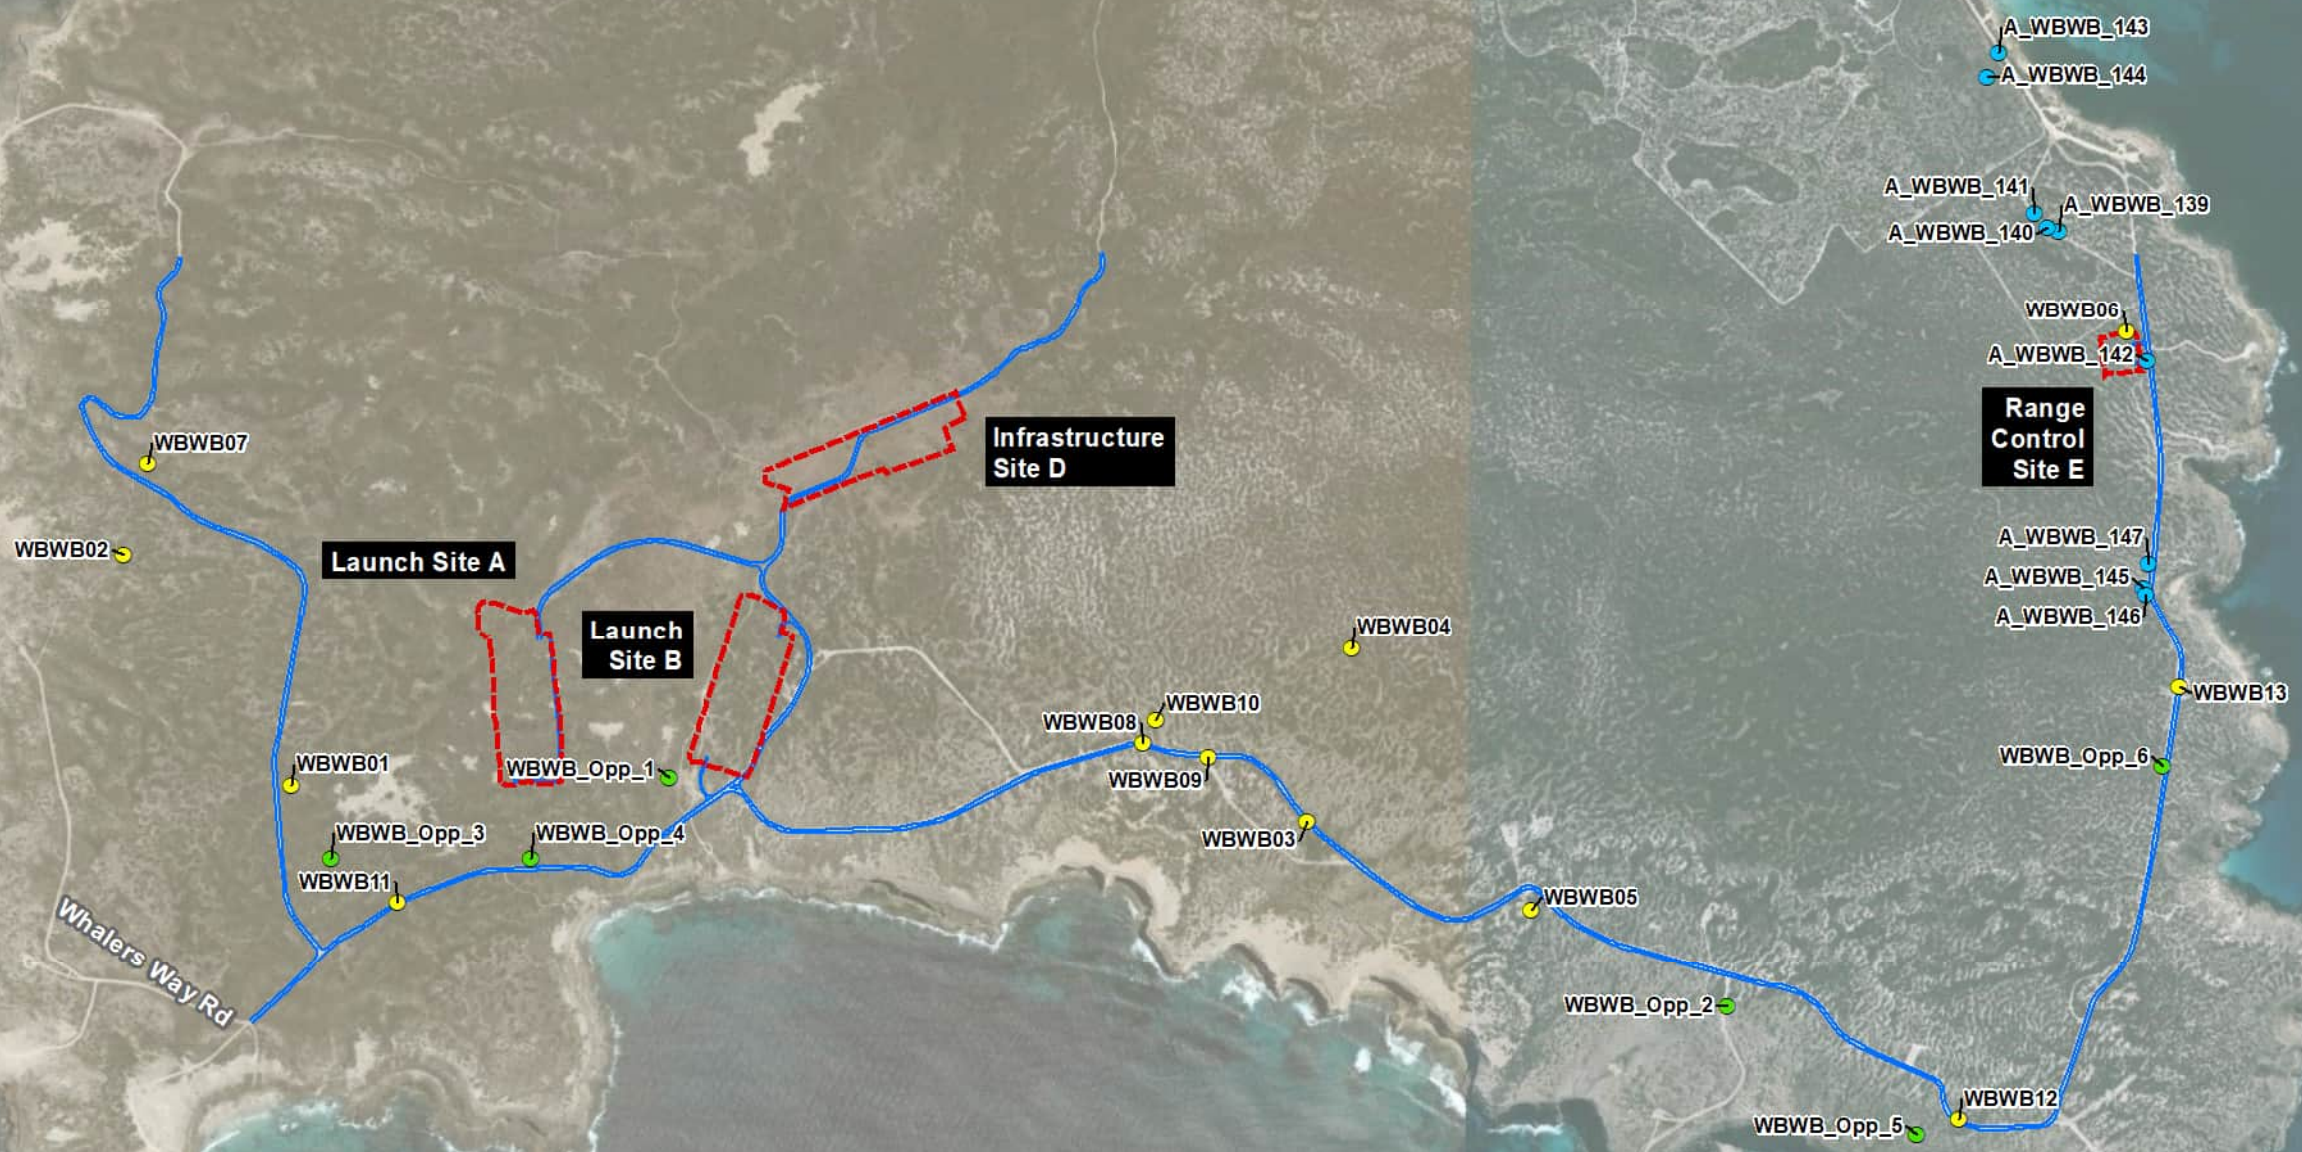 A_WBWB_143
A_WBWB_144
A_WBWB_141
A_WBWB_139
A_WBWB_140
WBWB06
A_WBWB_142
Range
Control
Site E
WBWB07
Infrastructure
Site D
WBWB02
Launch Site A
A_WBWB_147
A_WBWB_145
A_WBWB_146
Launch
Site B
WBWB04
WBWB13
WBWB10
WBWB08
WBWB01
WBWB_Opp_1
WBWB09
WBWB_Opp_6
WBWB_Opp_3
WBWB_Opp_4
WBWB03
WBWB11
WBWB05
Whalers Way Rd
WBWB_Opp_2
WBWB12
WBWB_Opp_5